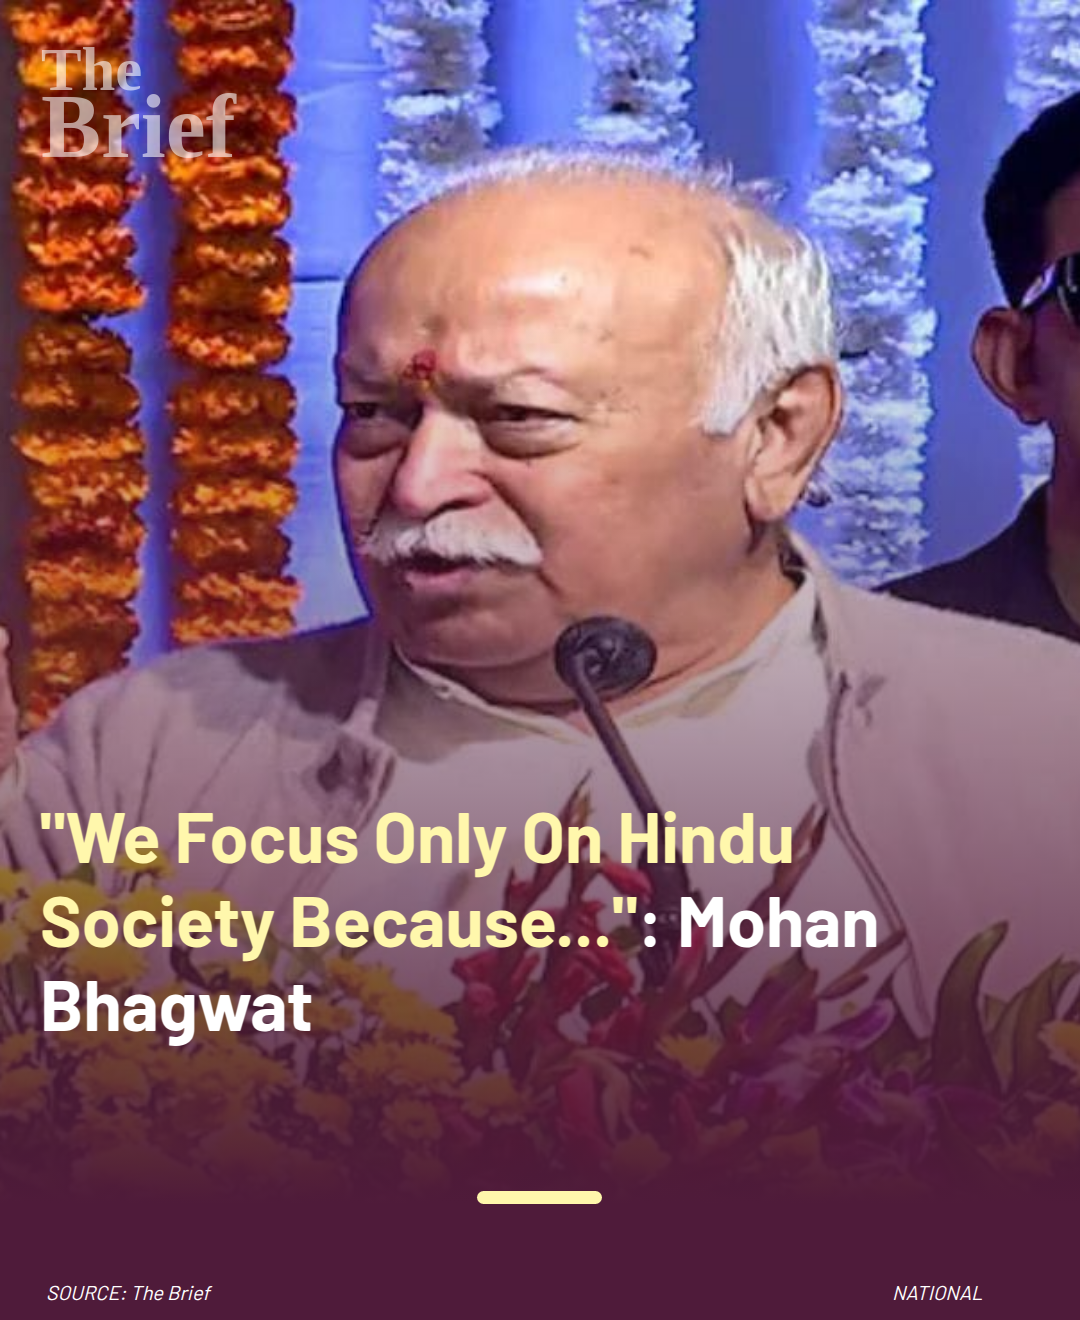 The
Brief
"We Focus Only On Hindu
Society Because...": Mohan
Bhagwat
SOURCE: The Brief
NATIONAL